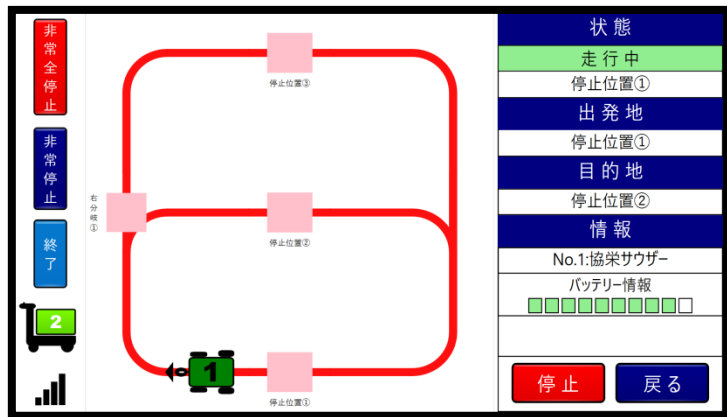 非常全停止
非常停止
終了
2
停止位置③
右分岐①
停止位置②
1
停止位置①
状態
走行中
停止位置①
出発地
停止位置①
目的地
停止位置②
情報
No.1:協栄サウザー
バッテリー情報
停止
戻る